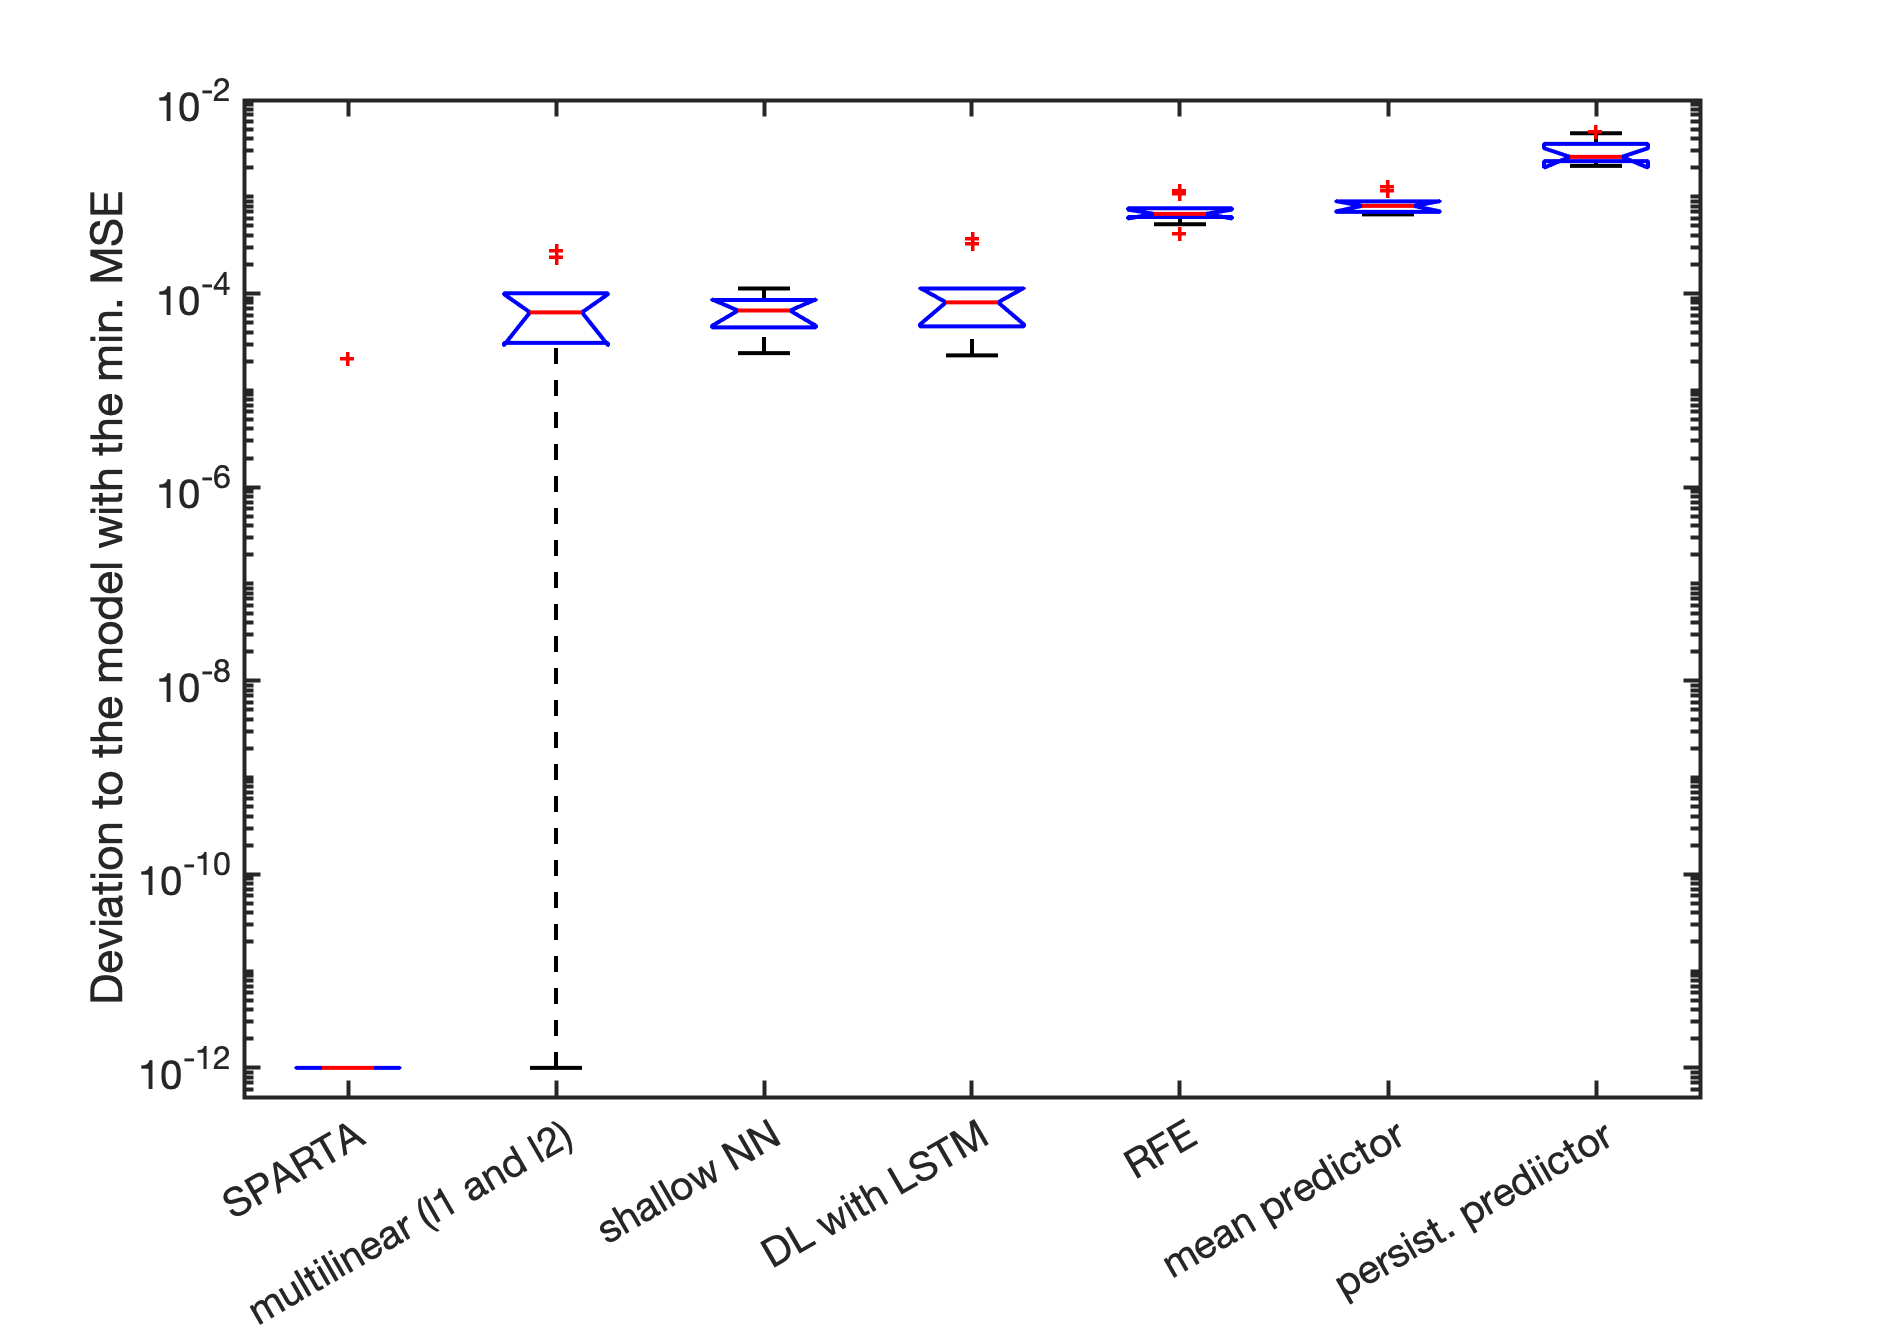 Deviation to the model with the min. MSE
10-2
10-4
10-6
10-8
10-10
10-12
SPARTA
multilinear (l1 and l2)
shallow NN
DL with LSTM
RFE
mean predictor
persist. prediictor